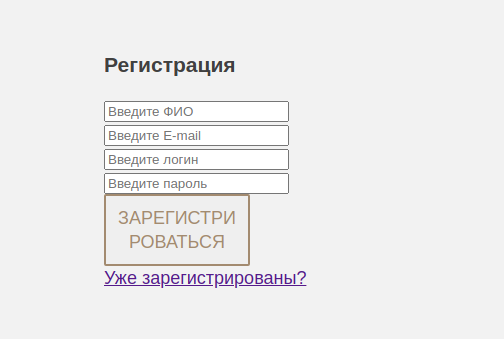 Регистрация
Введите ФИО
Введите E-mail
Введите логин
Введите пароль
ЗАРЕГИСТРИ
РОВАТЬСЯ
Уже зарегистрированы?